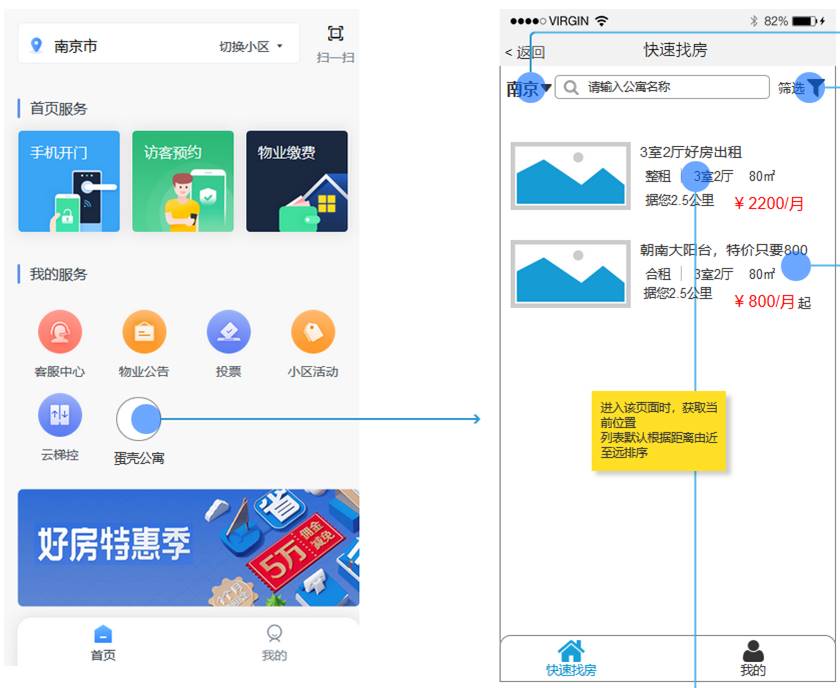 南京市
切换小区
扫一扫
首页服务
手机开门
访客预约
物业缴费
我的服务
客服中心
物业公告
投票
小区活动
云梯控
蛋壳公寓
好房特惠季
省
5万
佣金
减免
首页
我的
VIRGIN
82%
< 返回
快速找房
南京
请输入公寓名称
筛选
3室2厅好房出租
整租 | 3室2厅 80㎡
据您2.5公里
¥ 2200/月
朝南大阳台，特价只要800
合租 | 3室2厅 80㎡
据您2.5公里
¥ 800/月起
进入该页面时，获取当
前位置
列表默认根据距离由近
至远排序
快速找房
我的